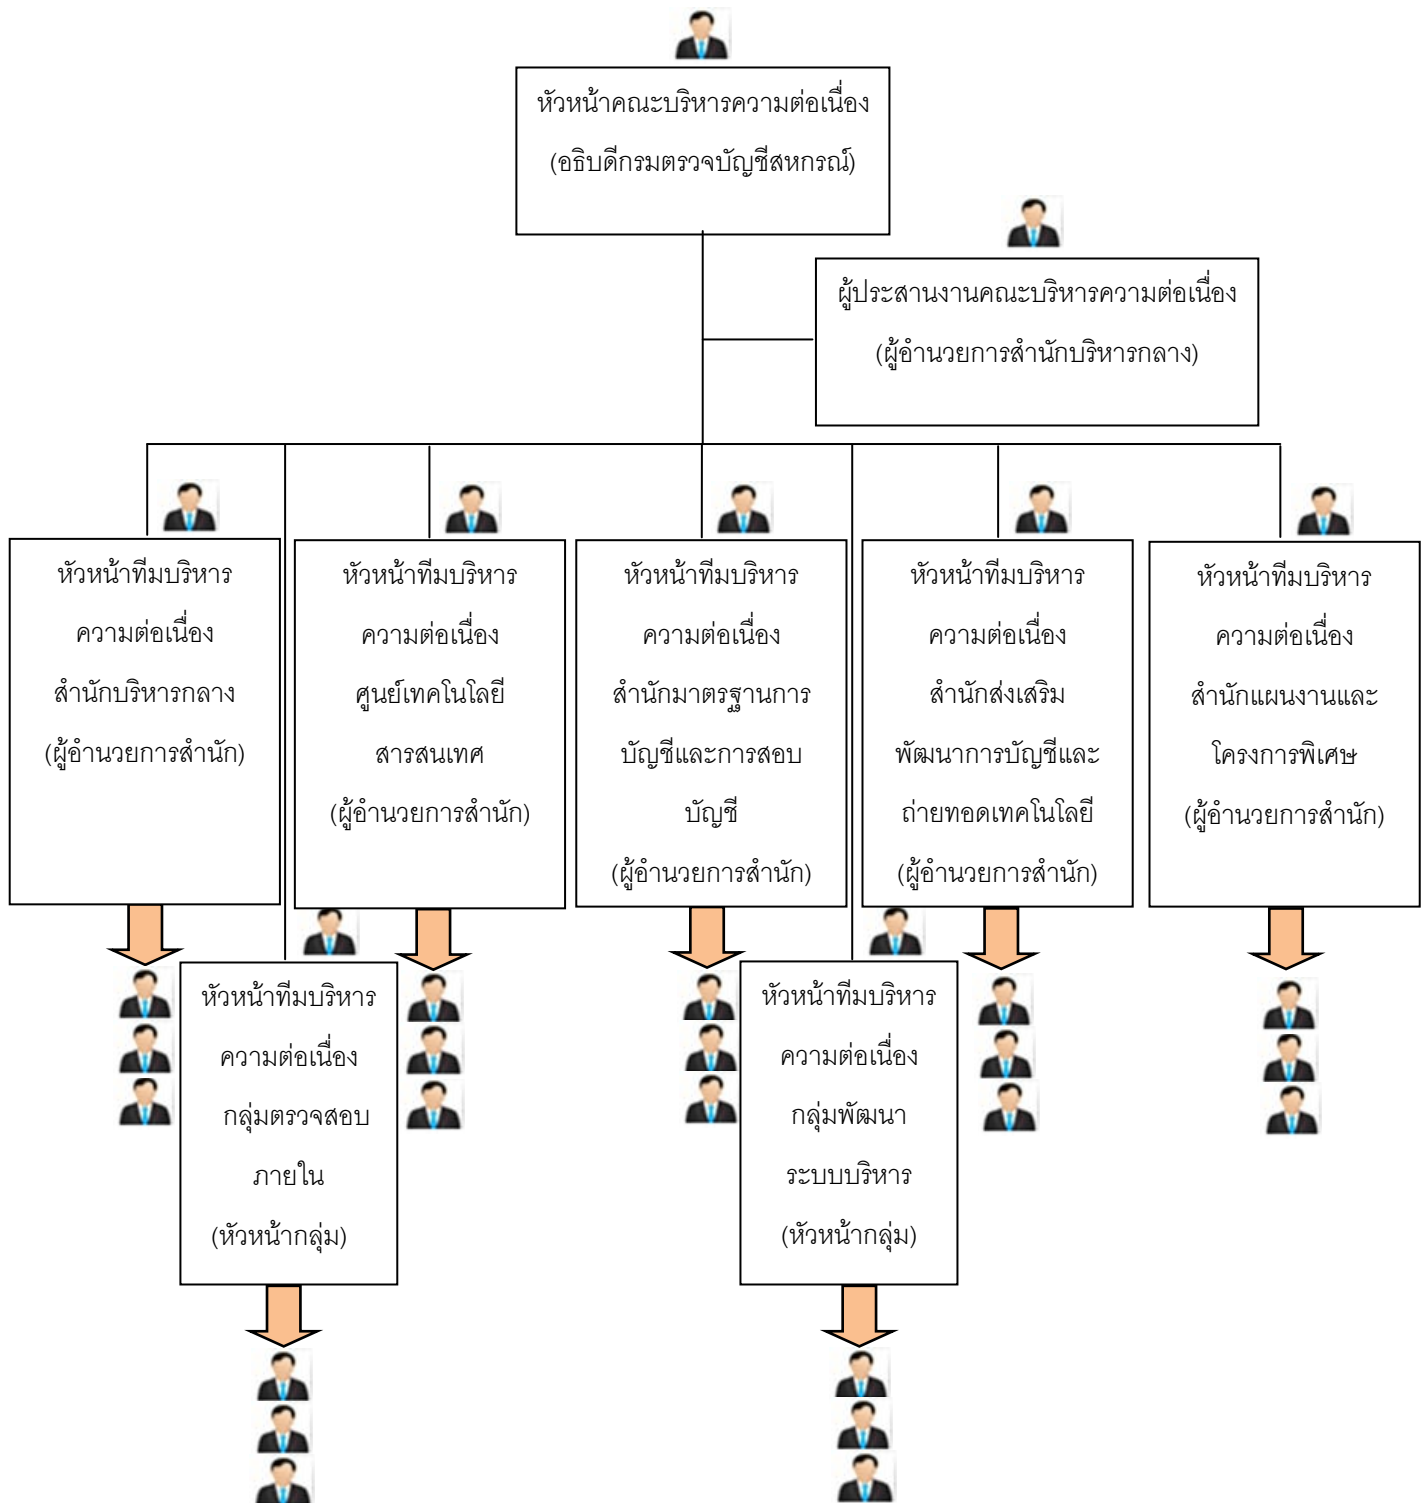 หัวหน้าคณะบริหารความต่อเนื่อง
(อธิบดีกรมตรวจบัญชีสหกรณ์)
ผู้ประสานงานคณะบริหารความต่อเนื่อง
(ผู้อำนวยการสำนักบริหารกลาง)
หัวหน้าทีมบริหาร
ความต่อเนื่อง
สำนักบริหารกลาง
(ผู้อำนวยการสำนัก)
หัวหน้าทีมบริหาร
ความต่อเนื่อง
ศูนย์เทคโนโลยี
สารสนเทศ
(ผู้อำนวยการสำนัก)
หัวหน้าทีมบริหาร
ความต่อเนื่อง
สำนักมาตรฐานการ
บัญชีและการสอบ
บัญชี
(ผู้อำนวยการสำนัก)
หัวหน้าทีมบริหาร
ความต่อเนื่อง
สำนักส่งเสริม
พัฒนาการบัญชีและ
ถ่ายทอดเทคโนโลยี
(ผู้อำนวยการสำนัก)
หัวหน้าทีมบริหาร
ความต่อเนื่อง
สำนักแผนงานและ
โครงการพิเศษ
(ผู้อำนวยการสำนัก)
หัวหน้าทีมบริหาร
ความต่อเนื่อง
กลุ่มตรวจสอบ
ภายใน
(หัวหน้ากลุ่ม)
หัวหน้าทีมบริหาร
ความต่อเนื่อง
กลุ่มพัฒนา
ระบบบริหาร
(หัวหน้ากลุ่ม)